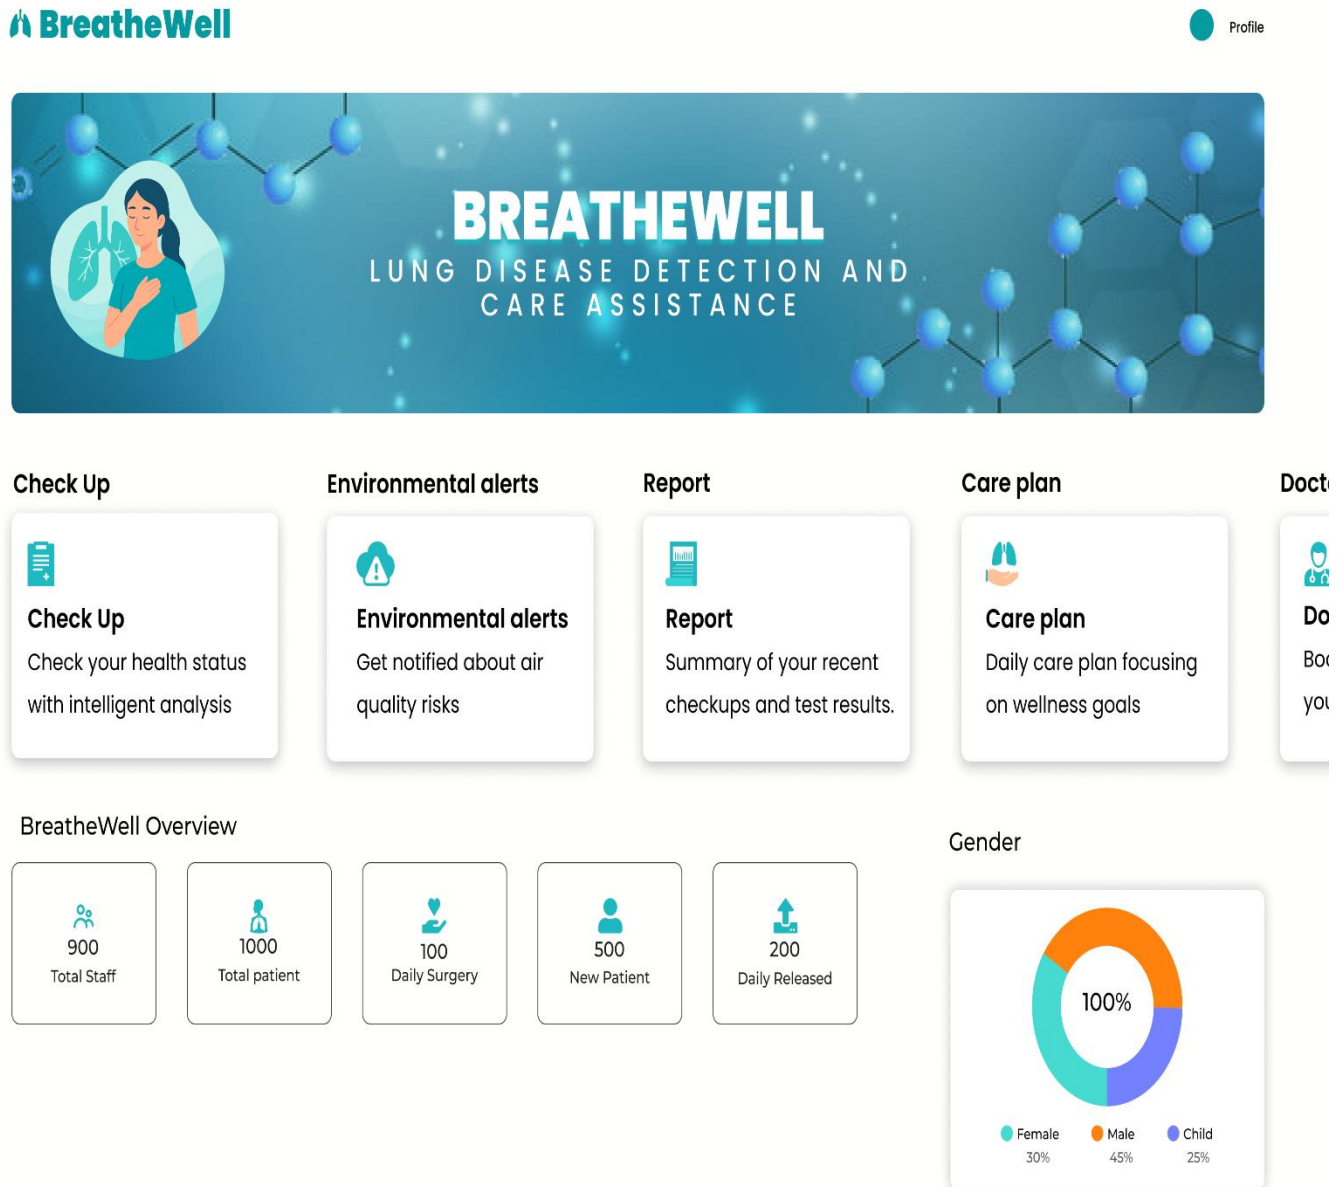 BreatheWell
Profile
BREATHEWELL
LUNG DISEASE DETECTION AND
CARE ASSISTANCE
Check Up
Environmental alerts
Report
Care plan
Check Up
Check your health status
with intelligent analysis
Environmental alerts
Get notified about air
quality risks
Report
Summary of your recent
checkups and test results.
Care plan
Daily care plan focusing
on wellness goals
BreatheWell Overview
900
Total Staff
1000
Total patient
100
Daily Surgery
500
New Patient
200
Daily Released
Gender
100%
Female
30%
Male
45%
Child
25%